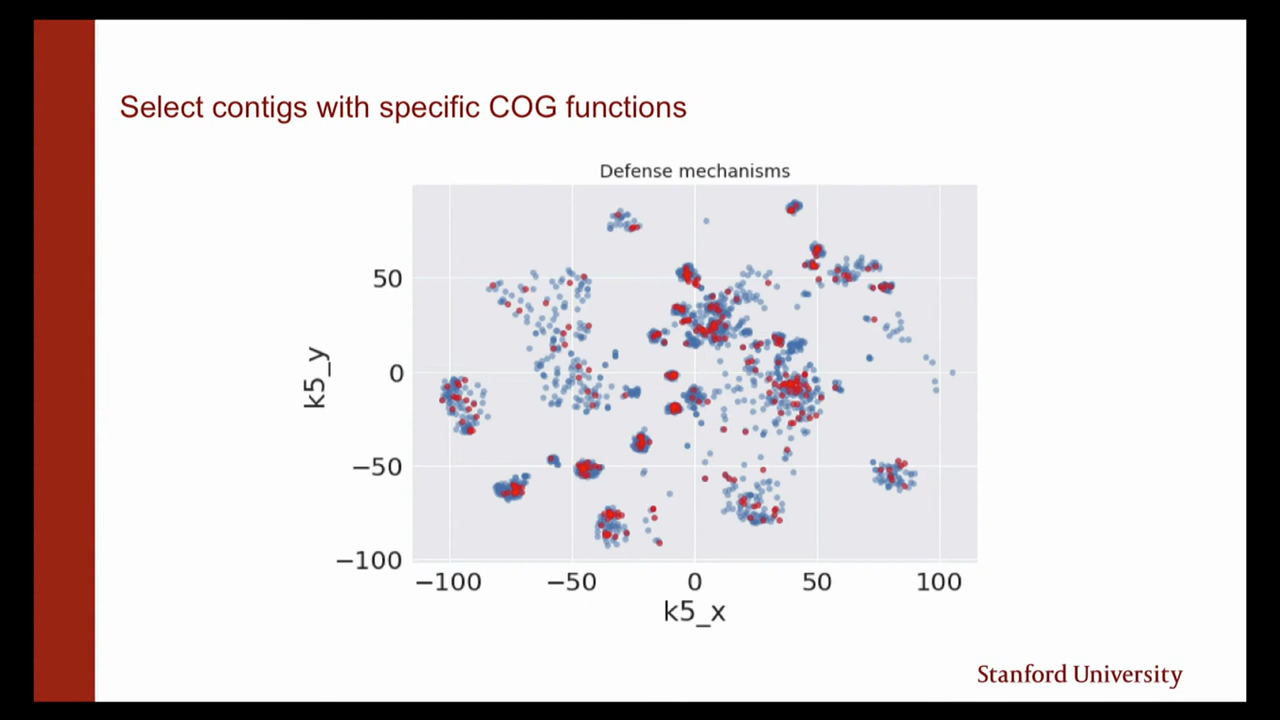 Select contigs with specific COG functions
Defense mechanisms
50
0
−50
−100
k5_y
−100 −50 0 50 100
k5_x
Stanford University